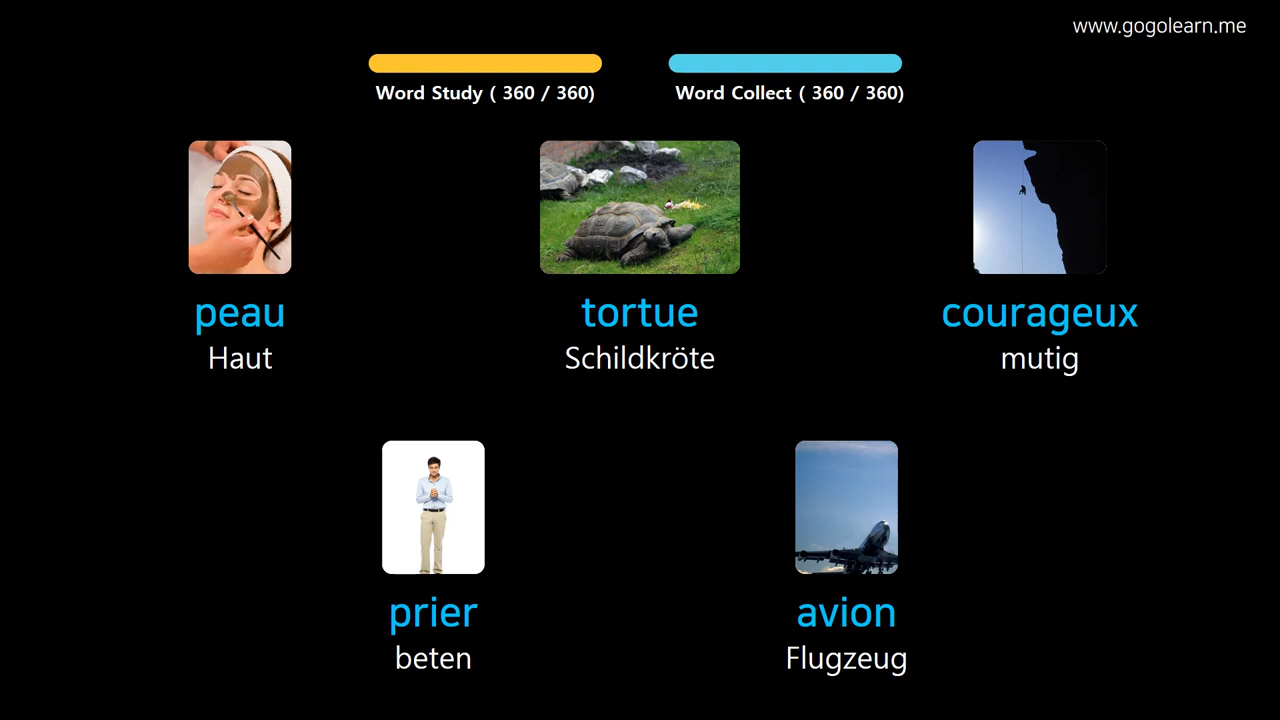 www.gogolearn.me
Word Study ( 360 / 360)
Word Collect ( 360 / 360)
peau
Haut
tortue
Schildkröte
courageux
mutig
prier
beten
avion
Flugzeug